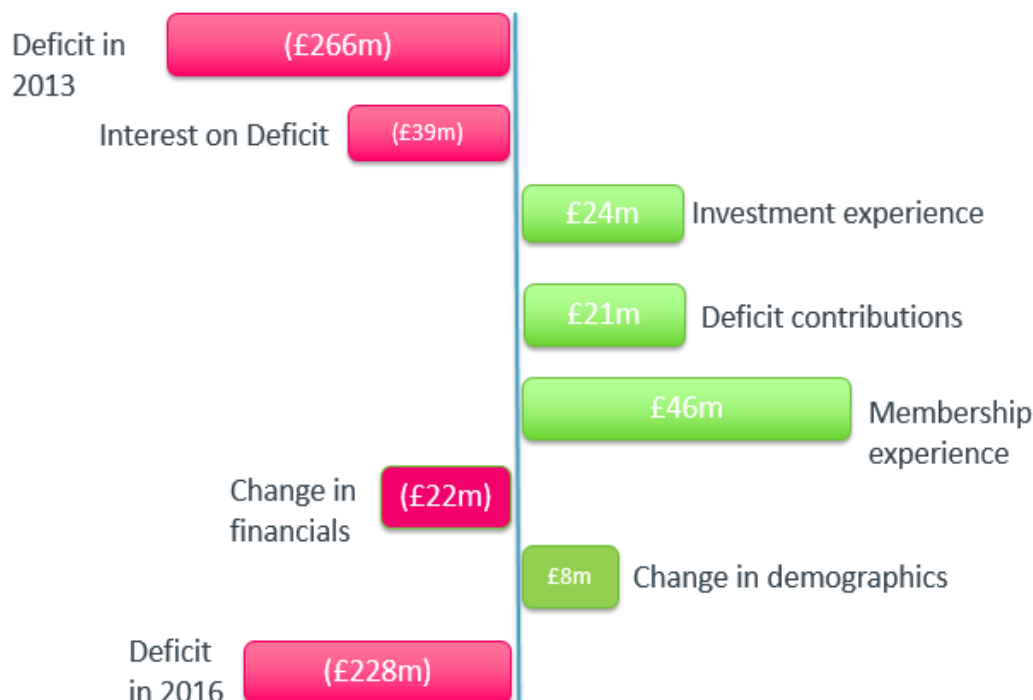 Deficit in
2013
(£266m)
Interest on Deficit
(£39m)
£24m
Investment experience
£21m
Deficit contributions
£46m
Membership
experience
Change in
financials
(£22m)
£8m
Change in demographics
Deficit
in 2016
(£228m)